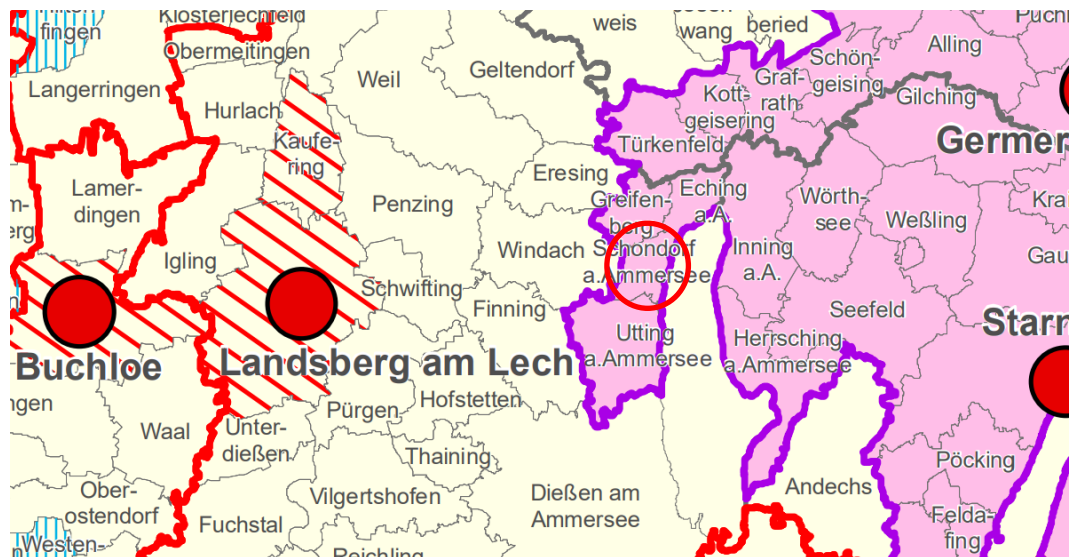 fingen
Klosterlechfeld
Obermeitingen
Langerringen
Hurlach
Weil
Geltendorf
weis
wang
beried
Alling
Schön-
geising
Graf-
rath
Kott-
geisering
Gilching
Türkenfeld
Germer
Kaufe-
ring
Lamer-
dingen
Eresing
Penzing
Greifen-
berg
Eching
a.A.
Wörth-
see
Weßling
Igling
Windach
Schondorf
a.Ammersee
Inning
a.A.
Gau
Schwifting
Finning
Seefeld
Starn
Utting
a.Ammersee
Herrsching
a.Ammersee
Buchloe
Landsberg am Lech
ngen
Waal
Pürgen
Hofstetten
Unter-
dießen
Thaining
Pöcking
Ober-
ostendorf
Vilgertshofen
Dießen am
Ammersee
Andechs
Fuchstal
Felda-
fing
Westen-
Reichling